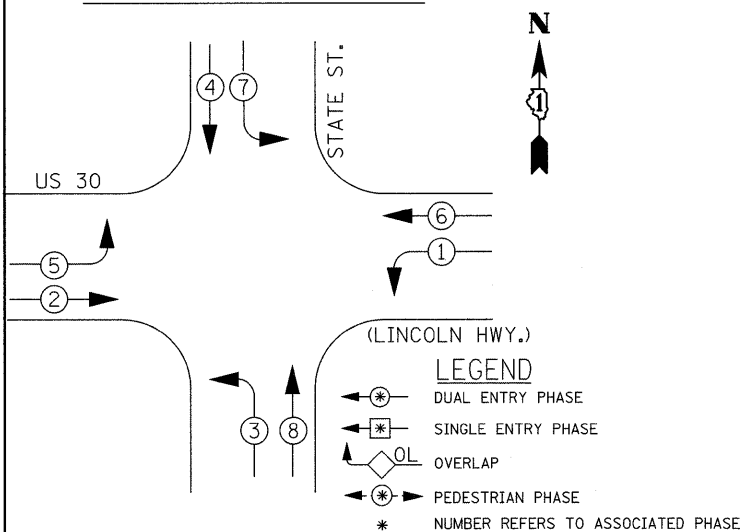 N
1
4 7
STATE ST.
US 30
6
1
5
2
(LINCOLN HWY.)
3 8
LEGEND
* DUAL ENTRY PHASE
* SINGLE ENTRY PHASE
OL OVERLAP
* PEDESTRIAN PHASE
* NUMBER REFERS TO ASSOCIATED PHASE